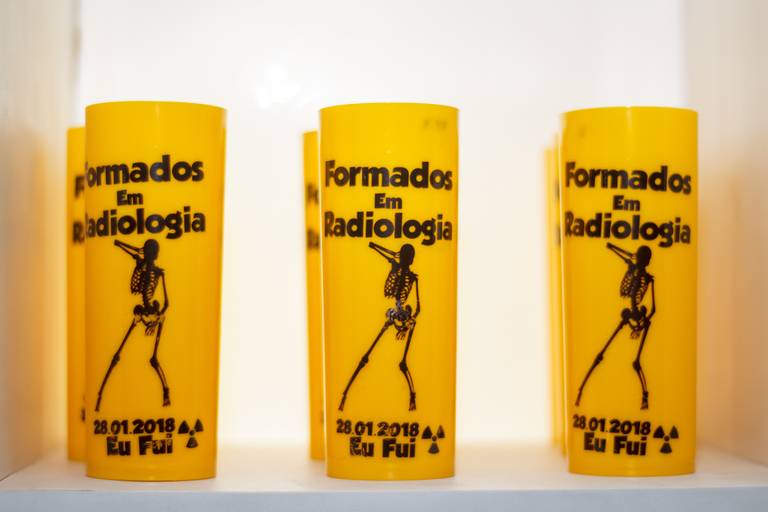 Formados
Em
Radiologia
28.01.2018
Eu Fui
Formados
Em
Radiologia
28.01.2018
Eu Fui
Formados
Em
Radiologia
28.01.2018
Eu Fui